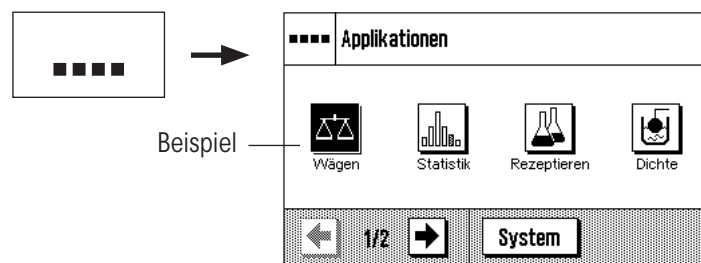 Applikationen
Beispiel
Wägen
Statistik
Rezeptieren
Dichte
1/2
System